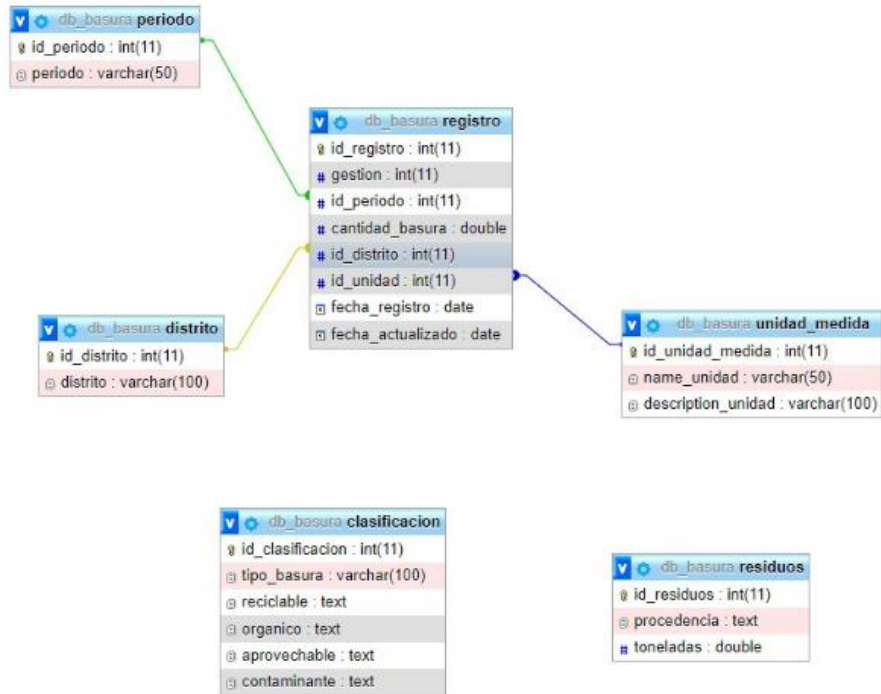 db_basura periodo
id_periodo : int(11)
periodo : varchar(50)
db_basura registro
id_registro : int(11)
gestion : int(11)
id_periodo : int(11)
cantidad_basura : double
id_distrito : int(11)
id_unidad : int(11)
fecha_registro : date
fecha_actualizado : date
db_basura distrito
id_distrito : int(11)
distrito : varchar(100)
db_basura unidad_medida
id_unidad_medida : int(11)
name_unidad : varchar(50)
description_unidad : varchar(100)
db_basura clasificacion
id_clasificacion : int(11)
tipo_basura : varchar(100)
reciclable : text
organico : text
aprovechable : text
contaminante : text
db_basura residuos
id_residuos : int(11)
procedencia : text
toneladas : double